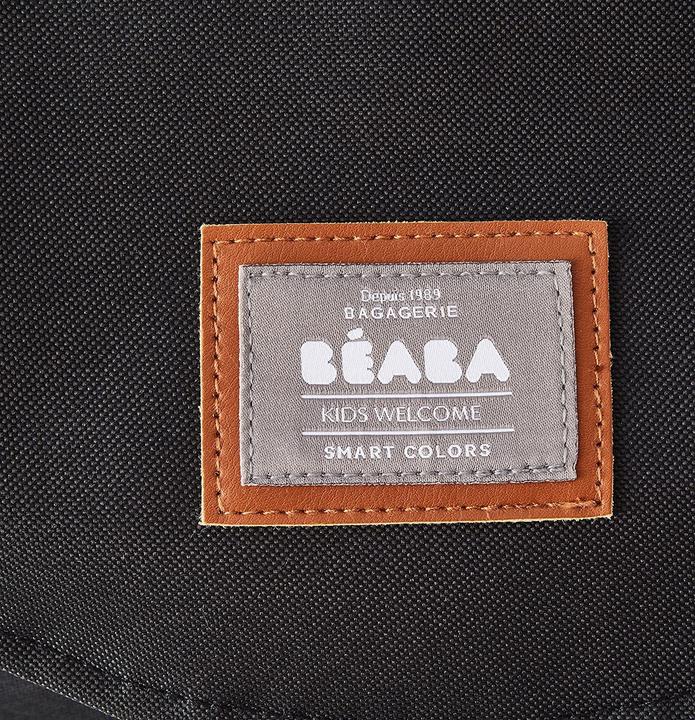 Depuis 1989
BAGAGERIE
BÉABA
KIDS WELCOME
SMART COLORS